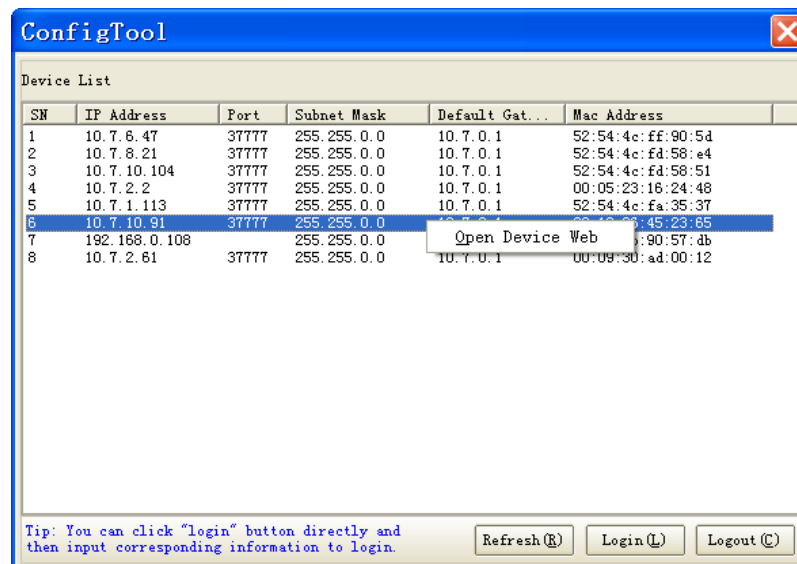 ConfigTool
Device List
SN IP Address Port Subnet Mask Default Gat... Mac Address
1 10.7.6.47 37777 255.255.0.0 10.7.0.1 52:54:4c:ff:90:5d
2 10.7.8.21 37777 255.255.0.0 10.7.0.1 52:54:4c:fd:58:e4
3 10.7.10.104 37777 255.255.0.0 10.7.0.1 52:54:4c:fd:58:51
4 10.7.2.2 37777 255.255.0.0 10.7.0.1 00:05:23:16:24:48
5 10.7.1.113 37777 255.255.0.0 10.7.0.1 52:54:4c:fa:35:37
6 10.7.10.91 37777 255.255.0.0 :45:23:65
Open Device Web
7 192.168.0.108 255.255.0.0 :90:57:db
8 10.7.2.61 37777 255.255.0.0 10.7.0.1 00:09:30:ad:00:12
Tip: You can click "login" button directly and
then input corresponding information to login.
Refresh(R) Login(L) Logout(C)